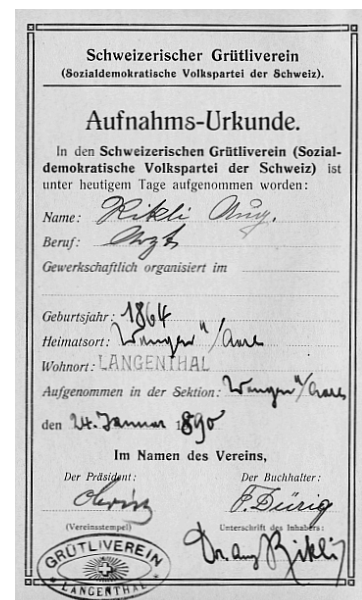 Schweizerischer Grütliverein
(Sozialdemokratische Volkspartei der Schweiz).
Aufnahms-Urkunde.
In den Schweizerischen Grütliverein (Sozial-
demokratische Volkspartei der Schweiz) ist
unter heutigem Tage aufgenommen worden:
Name: Rikli Aug.
Beruf: Arzt
Gewerkschaftlich organisiert im
Geburtsjahr: 1864
Heimatsort: Wangen a/Aare
Wohnort: LANGENTHAL
Aufgenommen in der Sektion: Wangen a/Aare
den 24. Januar 1890
Im Namen des Vereins,
Der Präsident: Der Buchhalter:
F. Dürig
(Vereinsstempel) Unterschrift des Inhabers:
Dr. Aug Rikli
GRÜTLIVEREIN
LANGENTHAL